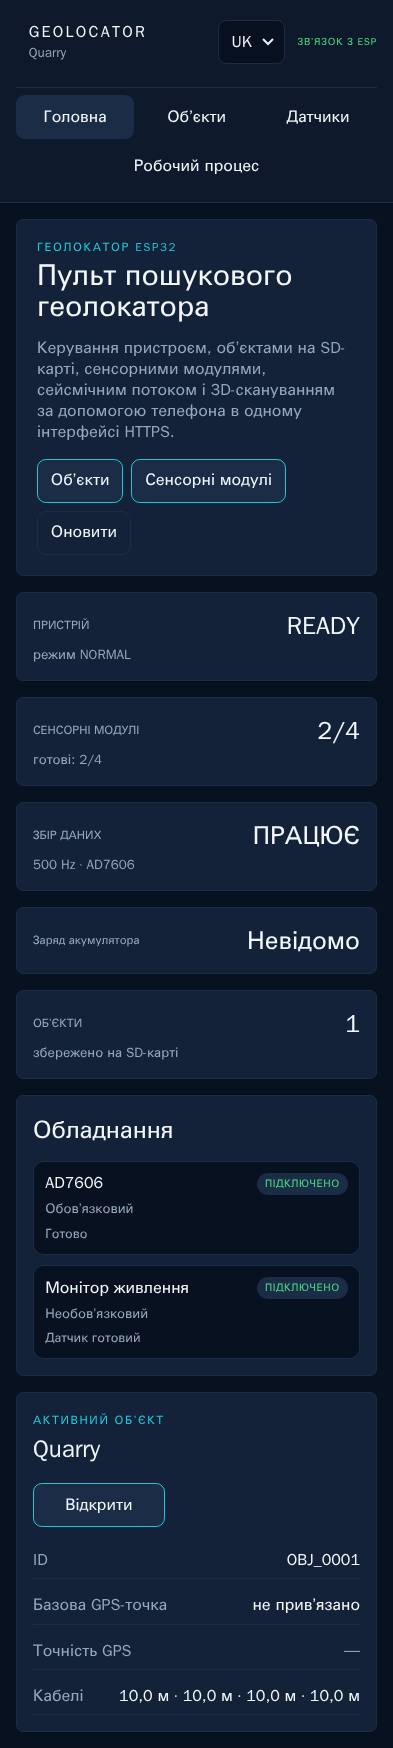 GEOLOCATOR
Quarry
UK
ЗВ'ЯЗОК З ESP
Головна
Об'єкти
Датчики
Робочий процес
ГЕОЛОКАТОР ESP32
Пульт пошукового
геолокатора
Керування пристроєм, об'єктами на SD-
карті, сенсорними модулями,
сейсмічним потоком і 3D-скануванням
за допомогою телефона в одному
інтерфейсі HTTPS.
Об'єкти
Сенсорні модулі
Оновити
ПРИСТРІЙ
READY
режим NORMAL
СЕНСОРНІ МОДУЛІ
2/4
готові: 2/4
ЗБІР ДАНИХ
ПРАЦЮЄ
500 Hz · AD7606
Заряд акумулятора
Невідомо
ОБ'ЄКТИ
1
збережено на SD-карті
Обладнання
AD7606
ПІДКЛЮЧЕНО
Обов'язковий
Готово
Монітор живлення
ПІДКЛЮЧЕНО
Необов'язковий
Датчик готовий
АКТИВНИЙ ОБ'ЄКТ
Quarry
Відкрити
ID
OBJ_0001
Базова GPS-точка
не прив'язано
Точність GPS
—
Кабелі
10,0 м · 10,0 м · 10,0 м · 10,0 м